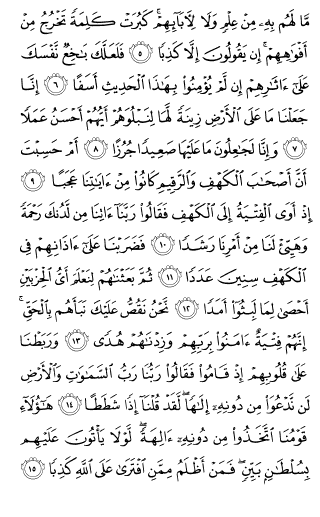 مَّا لَهُم بِهِۦ مِنْ عِلْمٍ وَلَا لِـَٔابَآئِهِمْ ۚ كَبُرَتْ كَلِمَةً تَخْرُجُ مِنْ
أَفْوَٰهِهِمْ ۚ إِن يَقُولُونَ إِلَّا كَذِبًا ﴿٥﴾ فَلَعَلَّكَ بَـٰخِعٌ نَّفْسَكَ
عَلَىٰٓ ءَاثَـٰرِهِمْ إِن لَّمْ يُؤْمِنُوا۟ بِهَـٰذَا ٱلْحَدِيثِ أَسَفًا ﴿٦﴾ إِنَّا
جَعَلْنَا مَا عَلَى ٱلْأَرْضِ زِينَةً لَّهَا لِنَبْلُوَهُمْ أَيُّهُمْ أَحْسَنُ عَمَلًا
﴿٧﴾ وَإِنَّا لَجَـٰعِلُونَ مَا عَلَيْهَا صَعِيدًا جُرُزًا ﴿٨﴾ أَمْ حَسِبْتَ
أَنَّ أَصْحَـٰبَ ٱلْكَهْفِ وَٱلرَّقِيمِ كَانُوا۟ مِنْ ءَايَـٰتِنَا عَجَبًا ﴿٩﴾
إِذْ أَوَى ٱلْفِتْيَةُ إِلَى ٱلْكَهْفِ فَقَالُوا۟ رَبَّنَآ ءَاتِنَا مِن لَّدُنكَ رَحْمَةً
وَهَيِّئْ لَنَا مِنْ أَمْرِنَا رَشَدًا ﴿١٠﴾ فَضَرَبْنَا عَلَىٰٓ ءَاذَانِهِمْ فِى
ٱلْكَهْفِ سِنِينَ عَدَدًا ﴿١١﴾ ثُمَّ بَعَثْنَـٰهُمْ لِنَعْلَمَ أَىُّ ٱلْحِزْبَيْنِ
أَحْصَىٰ لِمَا لَبِثُوٓا۟ أَمَدًا ﴿١٢﴾ نَّحْنُ نَقُصُّ عَلَيْكَ نَبَأَهُم بِٱلْحَقِّ ۚ
إِنَّهُمْ فِتْيَةٌ ءَامَنُوا۟ بِرَبِّهِمْ وَزِدْنَـٰهُمْ هُدًى ﴿١٣﴾ وَرَبَطْنَا
عَلَىٰ قُلُوبِهِمْ إِذْ قَامُوا۟ فَقَالُوا۟ رَبُّنَا رَبُّ ٱلسَّمَـٰوَٰتِ وَٱلْأَرْضِ
لَن نَّدْعُوَا۟ مِن دُونِهِۦٓ إِلَـٰهًا ۖ لَّقَدْ قُلْنَآ إِذًا شَطَطًا ﴿١٤﴾ هَـٰٓؤُلَآءِ
قَوْمُنَا ٱتَّخَذُوا۟ مِن دُونِهِۦٓ ءَالِهَةً ۖ لَّوْلَا يَأْتُونَ عَلَيْهِم
بِسُلْطَـٰنٍۭ بَيِّنٍ ۖ فَمَنْ أَظْلَمُ مِمَّنِ ٱفْتَرَىٰ عَلَى ٱللَّهِ كَذِبًا ﴿١٥﴾